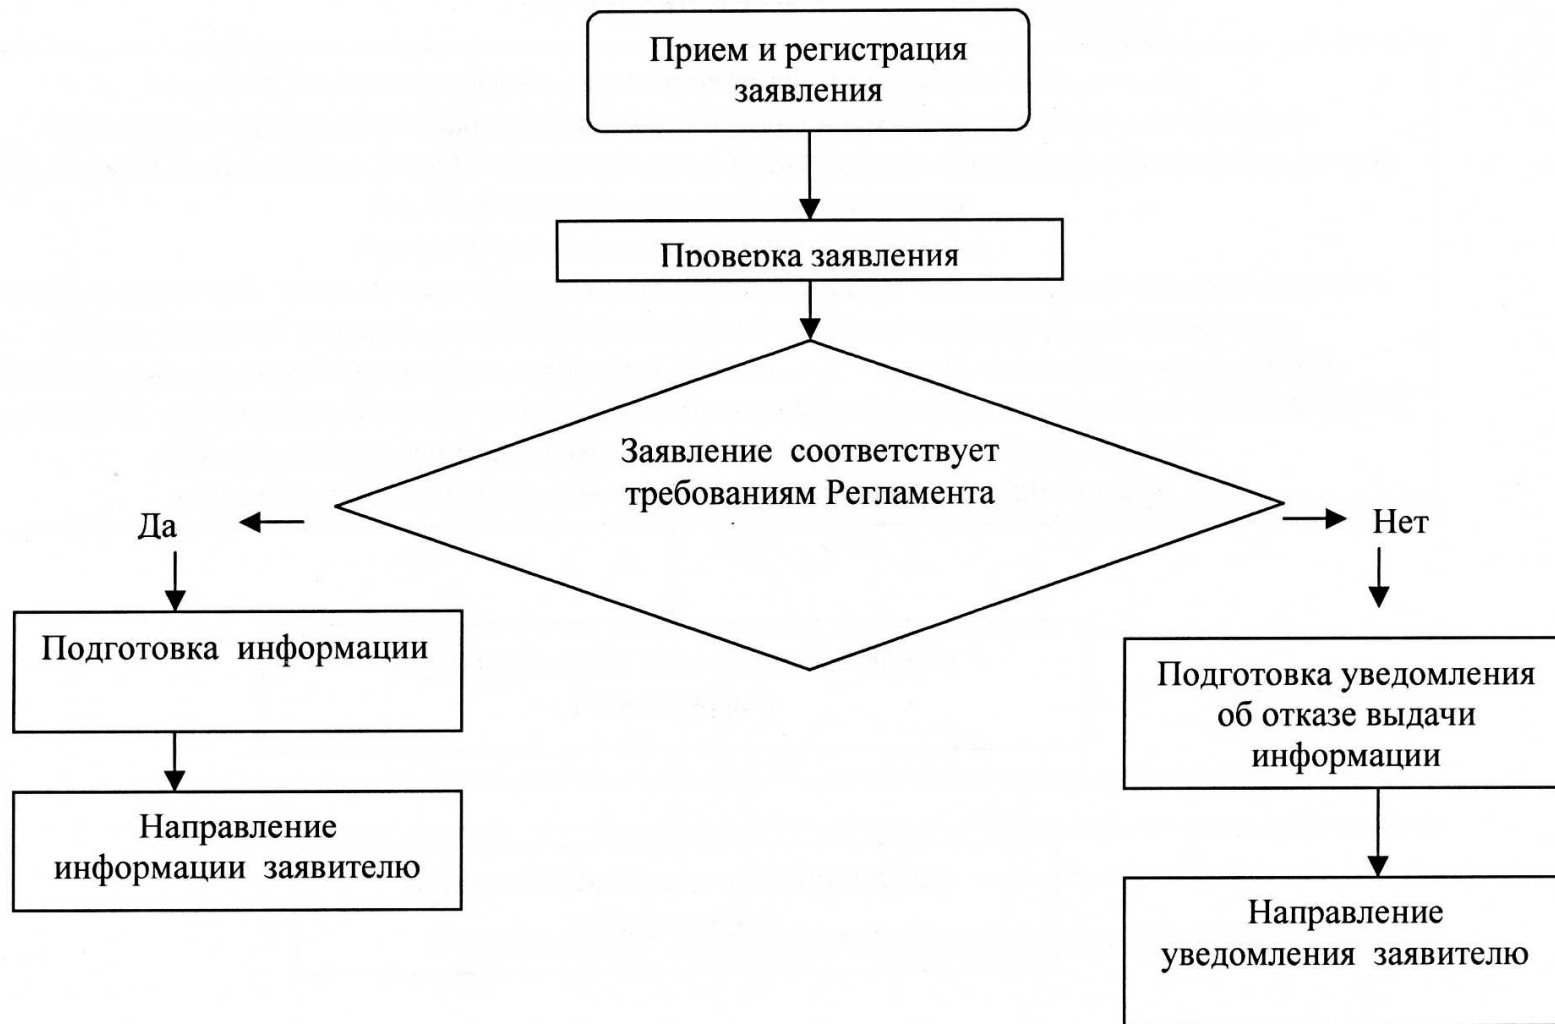 Прием и регистрация
заявления
Проверка заявления
Заявление соответствует
требованиям Регламента
Да
Нет
Подготовка информации
Подготовка уведомления
об отказе выдачи
информации
Направление
информации заявителю
Направление
уведомления заявителю